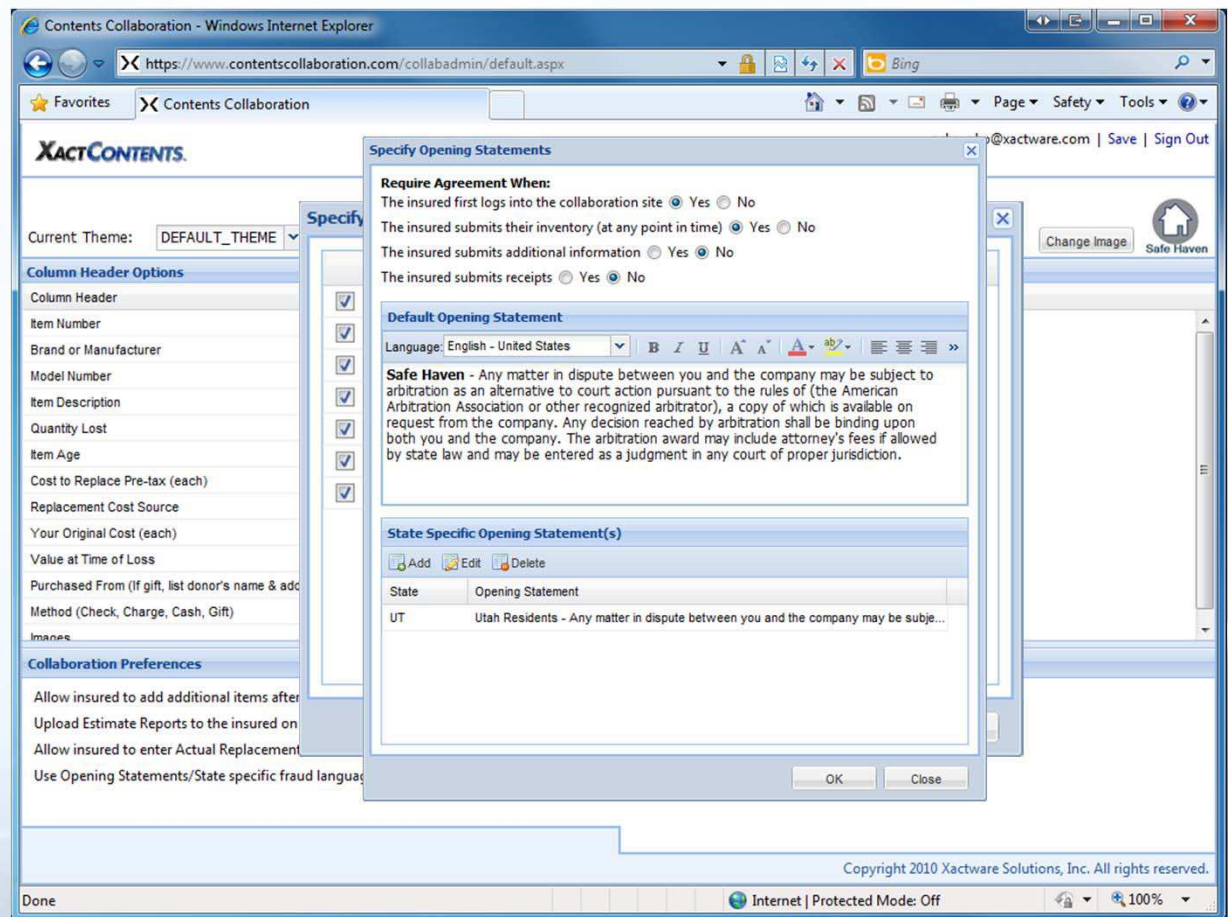 Contents Collaboration - Windows Internet Explorer
https://www.contentscollaboration.com/collabadmin/default.aspx
Bing
Favorites
Contents Collaboration
Page
Safety
Tools
XACTCONTENTS.
@xactware.com | Save | Sign Out
Current Theme: DEFAULT_THEME
Change Image
Safe Haven
Column Header Options
Column Header
Item Number
Brand or Manufacturer
Model Number
Item Description
Quantity Lost
Item Age
Cost to Replace Pre-tax (each)
Replacement Cost Source
Your Original Cost (each)
Value at Time of Loss
Purchased From (If gift, list donor's name &
Method (Check, Charge, Cash, Gift)
Images
Collaboration Preferences
Allow insured to add additional items after
Upload Estimate Reports to the insured on
Allow insured to enter Actual Replacement
Use Opening Statements/State specific fraud
Specify
Specify Opening Statements
Require Agreement When:
The insured first logs into the collaboration site Yes No
The insured submits their inventory (at any point in time) Yes No
The insured submits additional information Yes No
The insured submits receipts Yes No
Default Opening Statement
Language: English - United States B I U A A A ab »
Safe Haven - Any matter in dispute between you and the company may be subject to
arbitration as an alternative to court action pursuant to the rules of (the American
Arbitration Association or other recognized arbitrator), a copy of which is available on
request from the company. Any decision reached by arbitration shall be binding upon
both you and the company. The arbitration award may include attorney's fees if allowed
by state law and may be entered as a judgment in any court of proper jurisdiction.
State Specific Opening Statement(s)
Add Edit Delete
State Opening Statement
UT Utah Residents - Any matter in dispute between you and the company may be subje...
OK Close
Copyright 2010 Xactware Solutions, Inc. All rights reserved.
Done
Internet | Protected Mode: Off
100%